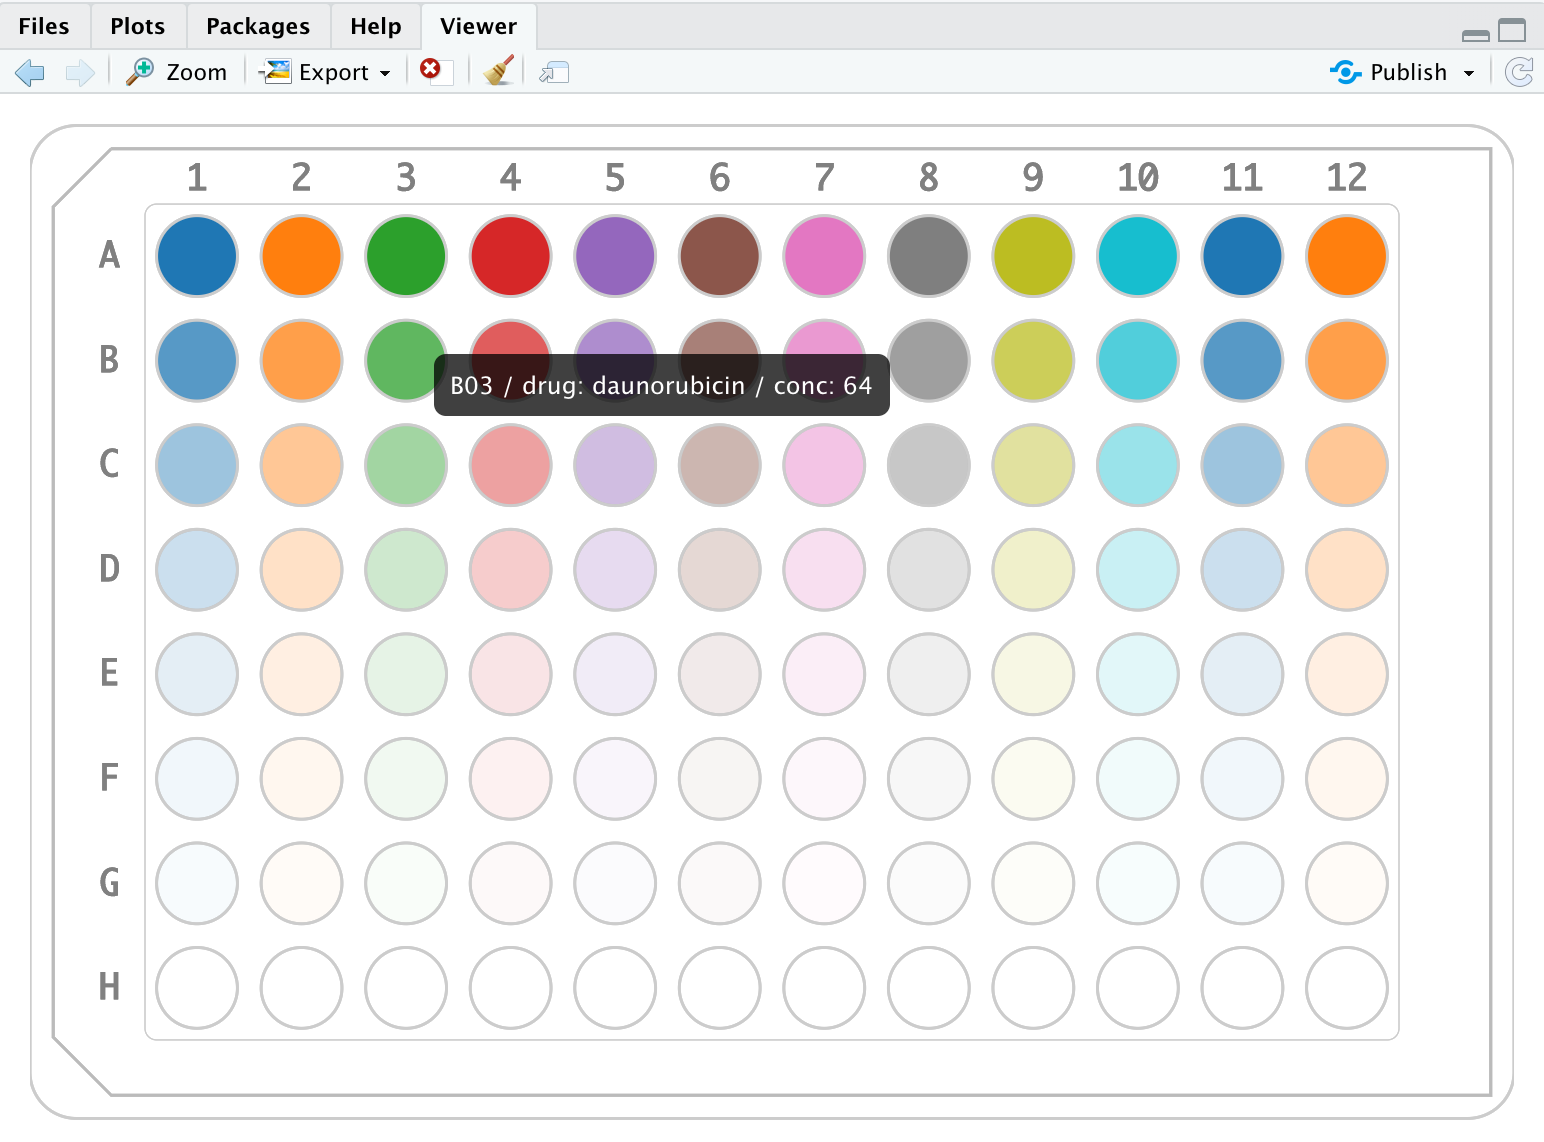 Files Plots Packages Help Viewer
Zoom Export Publish
1 2 3 4 5 6 7 8 9 10 11 12
A
B
B03 / drug: daunorubicin / conc: 64
C
D
E
F
G
H